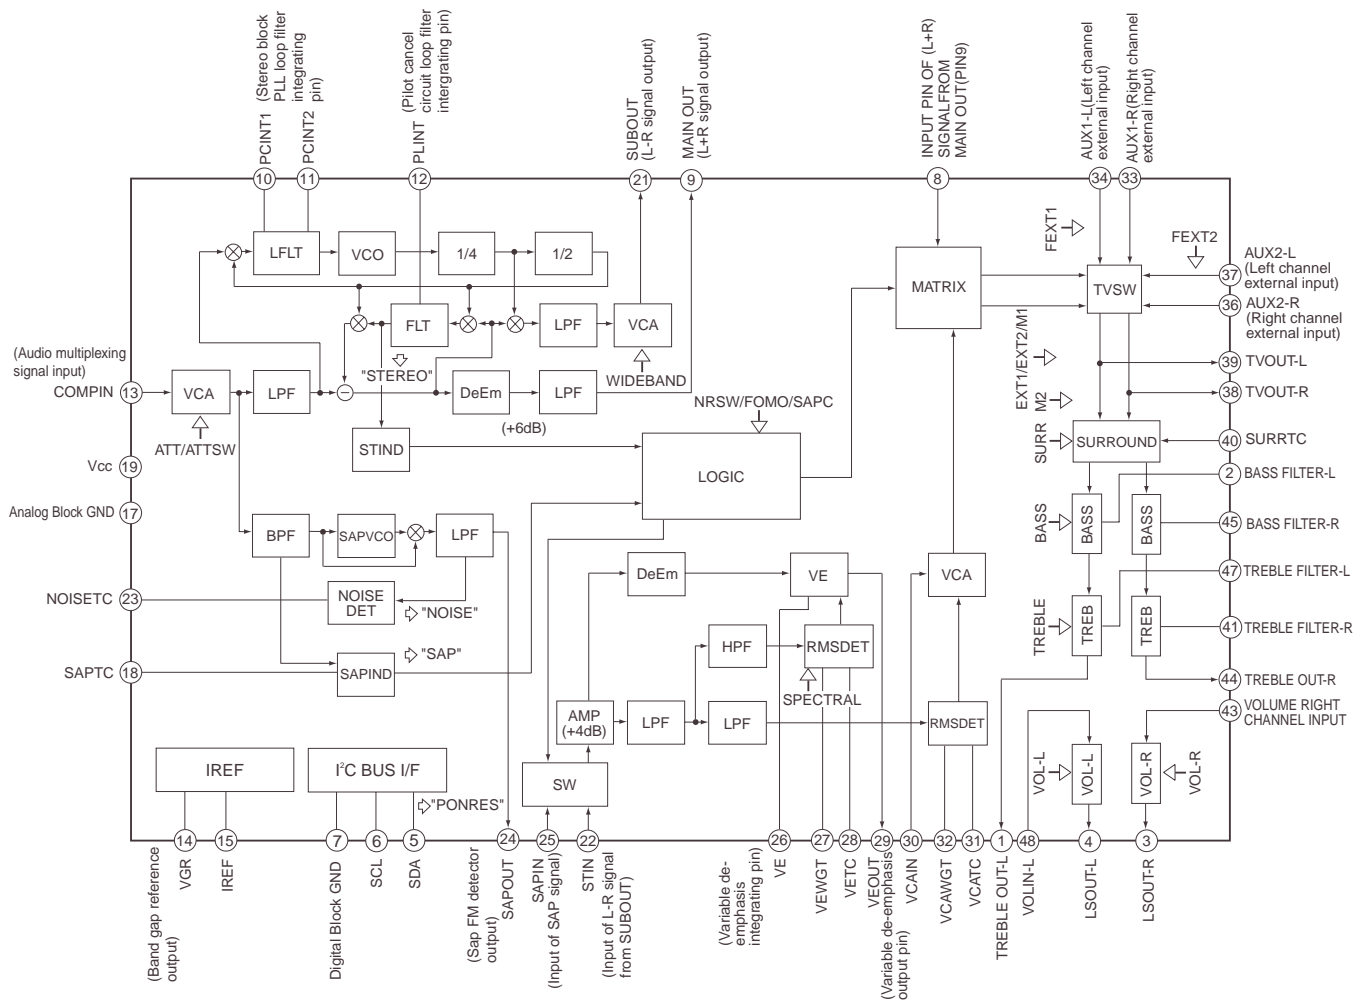 (Stereo block
PLL loop filter
integrating
pin)
PCINT1
PCINT2
(Pilot cancel
circuit loop filter
intergrating pin)
PLINT
SUBOUT
(L-R signal output)
MAIN OUT
(L+R signal output)
INPUT PIN OF (L+R)
SIGNALFROM
MAIN OUT(PIN9)
AUX1-L(Left channel
external input)
AUX1-R(Right channel
external input)
10
11
12
21
9
8
34
33
LFLT
VCO
1/4
1/2
FEXT1
FEXT2
MATRIX
TVSW
37
AUX2-L
(Left channel
external input)
36
AUX2-R
(Right channel
external input)
FLT
LPF
VCA
"STEREO"
WIDEBAND
EXT1/EXT2/M1
39
TVOUT-L
38
TVOUT-R
M2
(Audio multiplexing
signal input)
COMPIN
13
VCA
LPF
DeEm
LPF
(+6dB)
ATT/ATTSW
NRSW/FOMO/SAPC
STIND
LOGIC
SURR
SURROUND
40
SURRTC
Vcc
19
2
BASS FILTER-L
Analog Block GND
17
BPF
SAPVCO
LPF
BASS
BASS
BASS
45
BASS FILTER-R
NOISETC
23
NOISE
DET
"NOISE"
DeEm
VE
VCA
47
TREBLE FILTER-L
TREBLE
TREB
TREB
41
TREBLE FILTER-R
SAPTC
18
SAPIND
"SAP"
HPF
RMSDET
SPECTRAL
44
TREBLE OUT-R
AMP
(+4dB)
LPF
LPF
RMSDET
43
VOLUME RIGHT
CHANNEL INPUT
IREF
I²C BUS I/F
"PONRES"
SW
VOL-L
VOL-L
VOL-R
VOL-R
14
15
7
6
5
24
25
22
26
27
28
29
30
32
31
1
48
4
3
VGR
(Band gap reference
output)
IREF
Digital Block GND
SCL
SDA
(Sap FM detector
output)
SAPOUT
SAPIN
(Input of SAP signal)
STIN
(Input of L-R signal
from SUBOUT)
(Variable de-
emphasis
integrating pin)
VE
VEWGT
VETC
VEOUT
(Variable de-emphasis
output pin)
VCAIN
VCAWGT
VCATC
TREBLE OUT-L
VOLIN-L
LSOUT-L
LSOUT-R